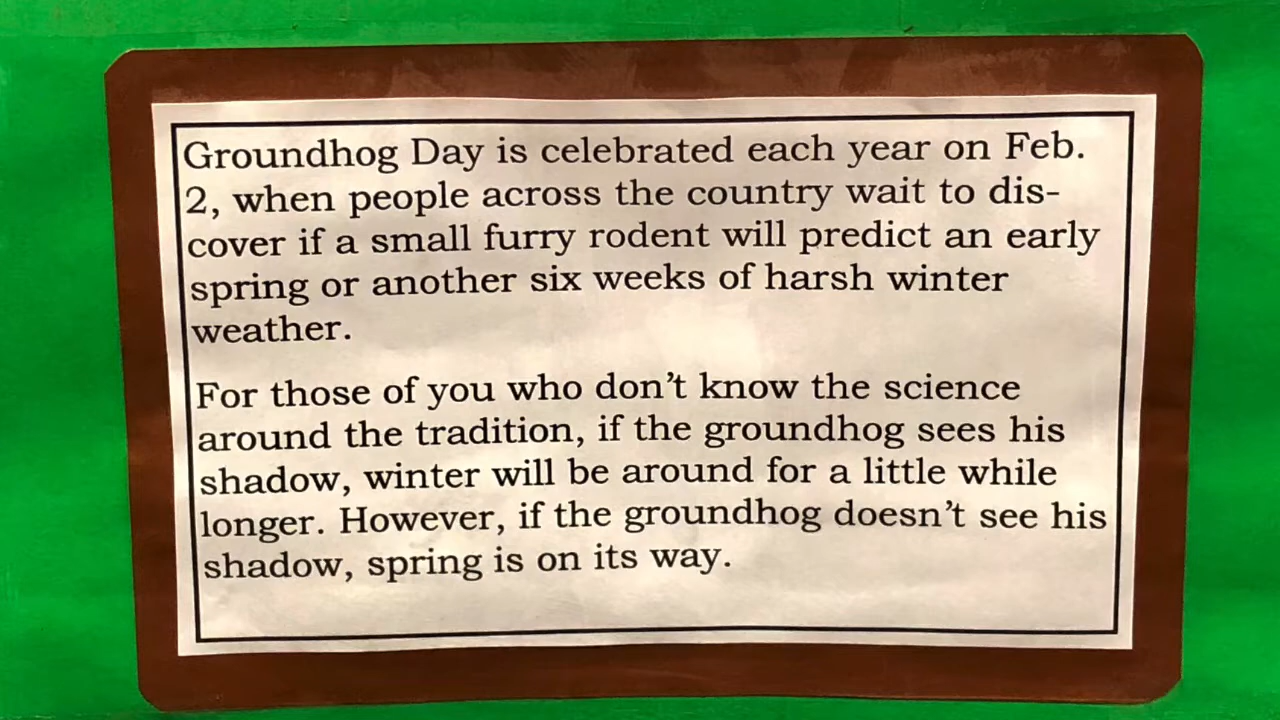 Groundhog Day is celebrated each year on Feb.
2, when people across the country wait to dis-
cover if a small furry rodent will predict an early
spring or another six weeks of harsh winter
weather.
For those of you who don’t know the science
around the tradition, if the groundhog sees his
shadow, winter will be around for a little while
longer. However, if the groundhog doesn’t see his
shadow, spring is on its way.